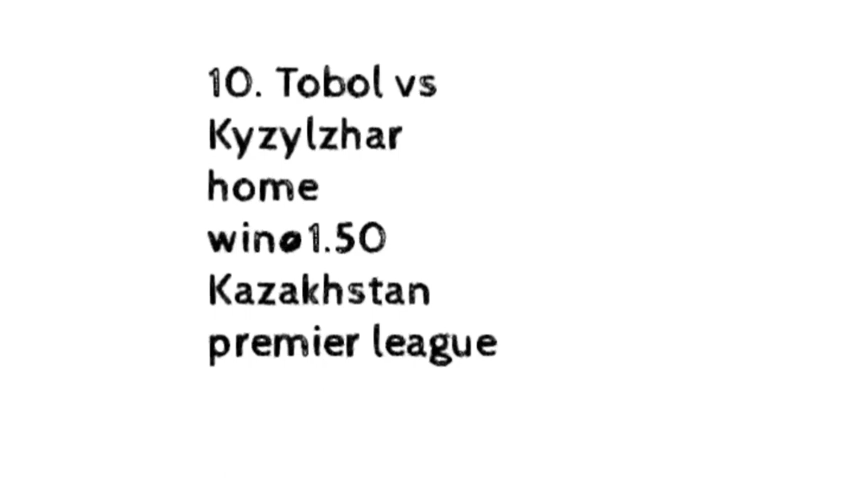 10. Tobol vs
Kyzylzhar
home
win@1.50
Kazakhstan
premier league